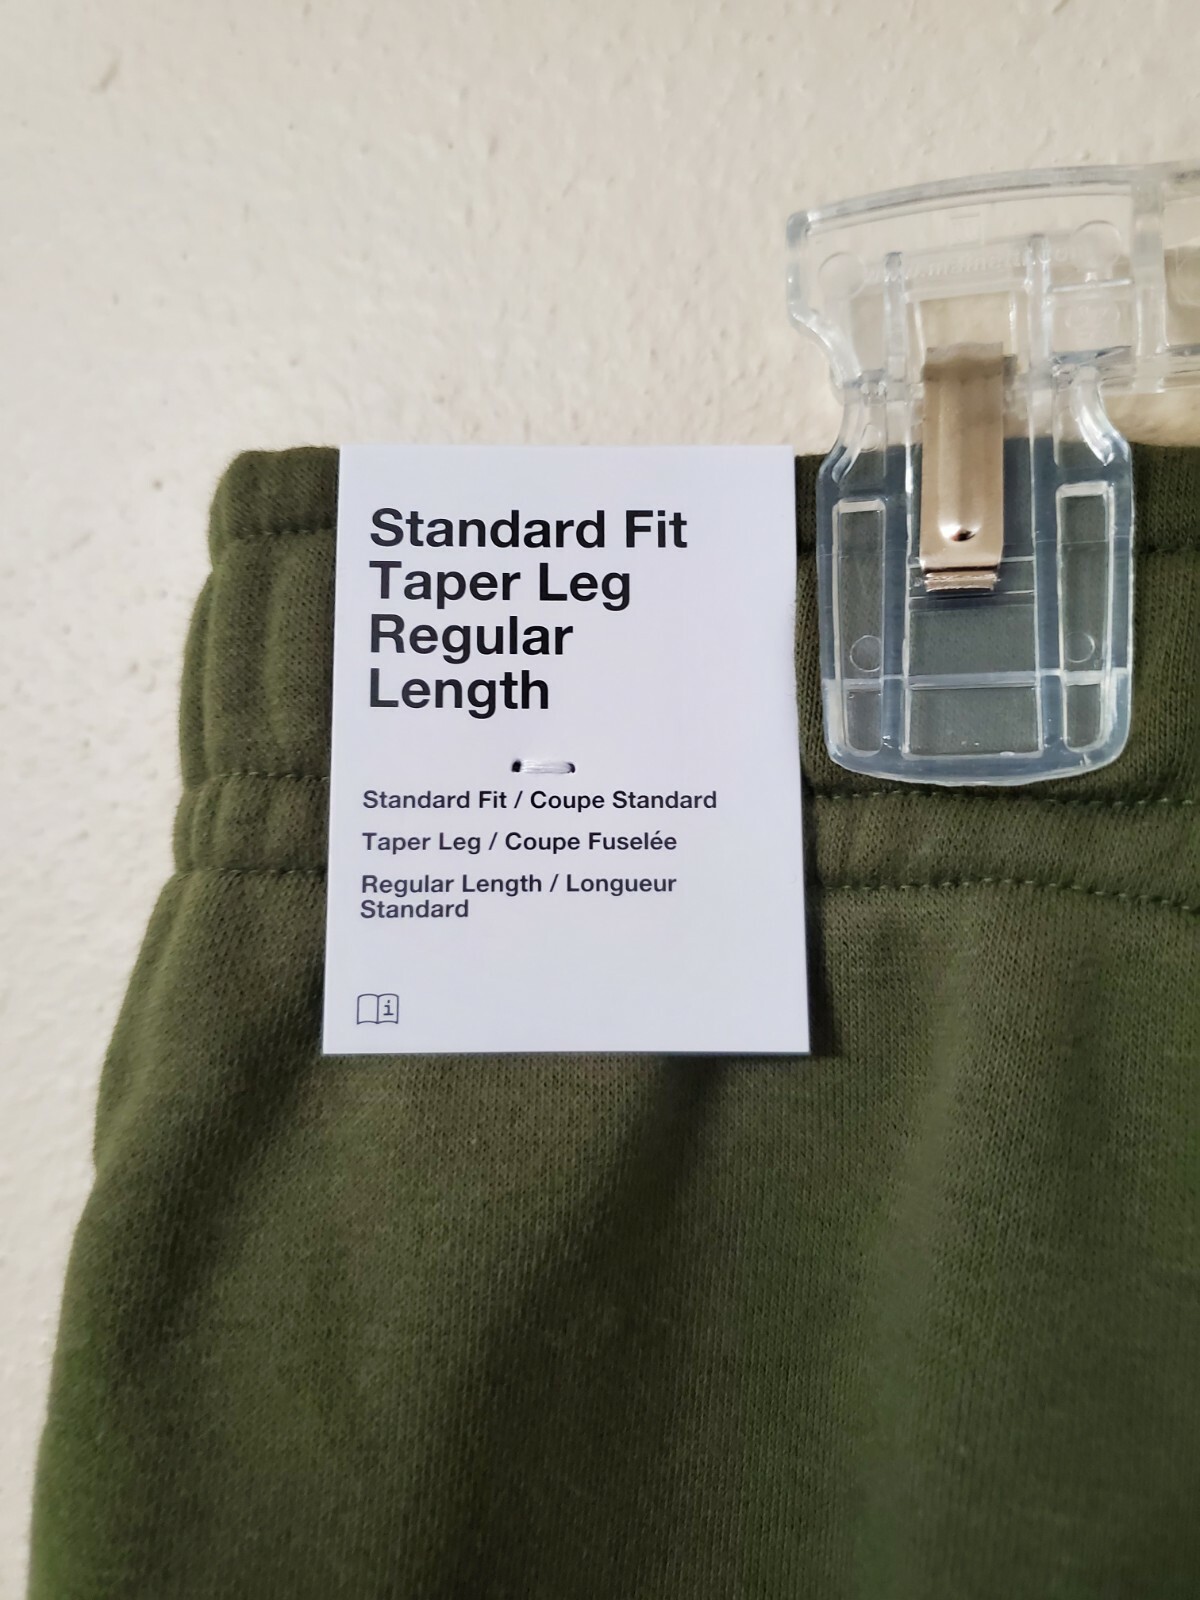 Standard Fit
Taper Leg
Regular
Length
Standard Fit / Coupe Standard
Taper Leg / Coupe Fuselée
Regular Length / Longueur
Standard
i